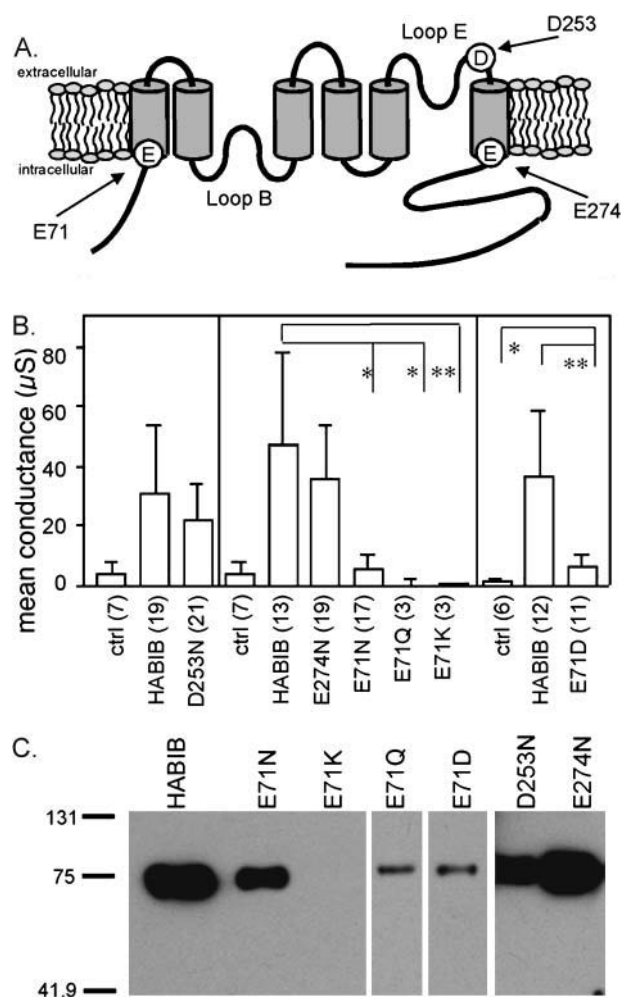 A.
Loop E
D253
D
extracellular
E
E
intracellular
Loop B
E71
E274
B.
mean conductance (µS)
80
60
40
20
0
* * **
* **
ctrl (7)
HABIB (19)
D253N (21)
ctrl (7)
HABIB (13)
E274N (19)
E71N (17)
E71Q (3)
E71K (3)
ctrl (6)
HABIB (12)
E71D (11)
C.
HABIB
E71N
E71K
E71Q
E71D
D253N
E274N
131
75
41.9